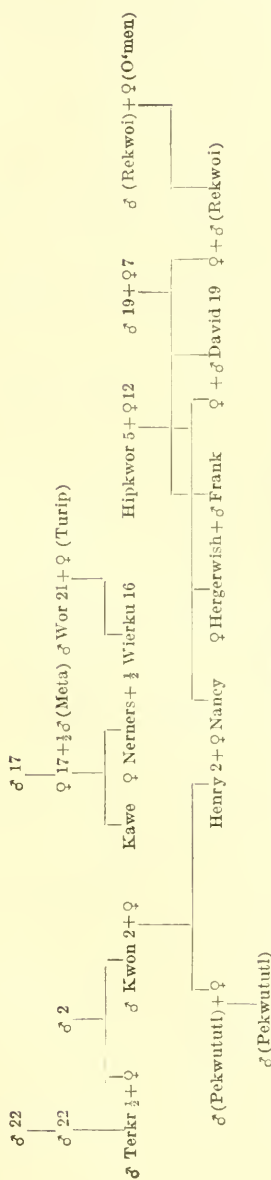 ♂ 22 ♂ 17
♂ 22 ♂ 2 ♀ 17+½♂(Meta) ♂ Wor 21+♀ (Turip)
♂ Terkr ½+♀ ♂ Kwon 2+♀ Kawe ♀ Nerners+½ Wierku 16 Hipkwor 5+♀12 ♂ 19+♀7 ♂ (Rekwoi)+♀(O'men)
♂(Pekwututl)+♀ Henry 2+♀ Nancy ♀ Hergerwish+♂ Frank ♀ +♂ David 19 ♀ +♂(Rekwoi)
♂(Pekwututl)